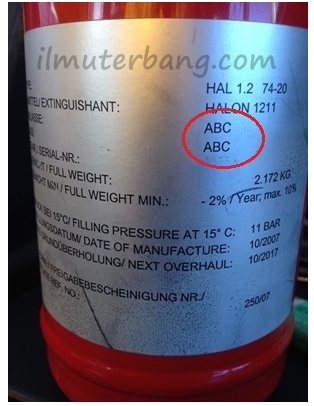 ilmuterbang.com
HAL 1.2 74-20
EXTINGUISHANT: HALON 1211
ABC
SERIAL-NR.: ABC
/ FULL WEIGHT: 2.172 KG
/ FULL WEIGHT MIN.: - 2% / Year; max. 10%
BEI 15°C/ FILLING PRESSURE AT 15° C: 11 BAR
/ DATE OF MANUFACTURE: 10/2007
/ NEXT OVERHAUL: 10/2017
FREIGABEBESCHEINIGUNG NR./
REF. NO.: 250/07